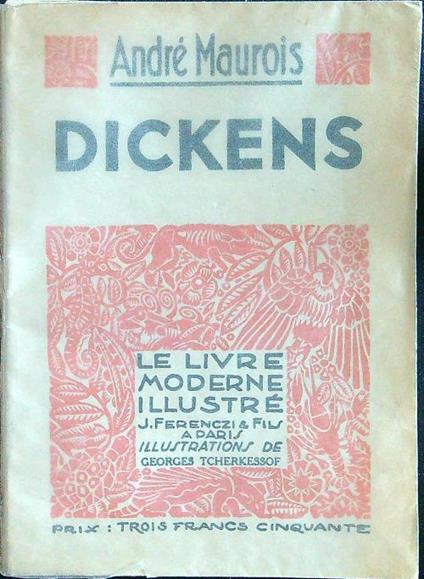 André Maurois
DICKENS
LE LIVRE
MODERNE
ILLUSTRÉ
J. FERENCZI & FILS
A PARIS
ILLUSTRATIONS DE
GEORGES TCHERKESSOF
PRIX : TROIS FRANCS CINQUANTE